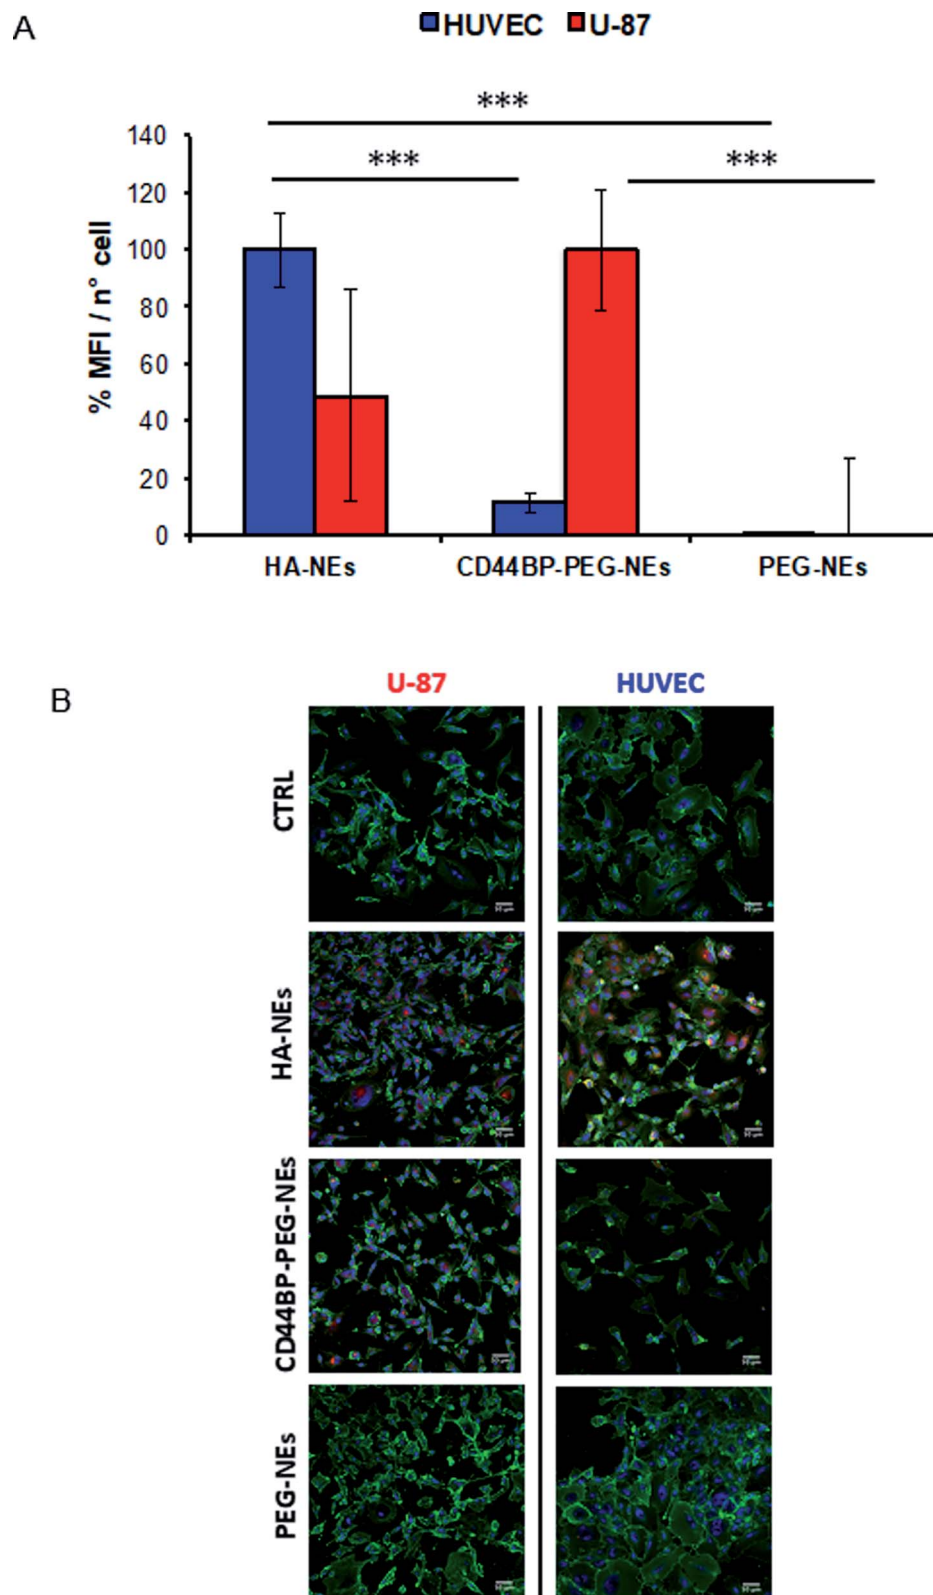 A
HUVEC U-87
***
*** ***
140
120
100
80
60
40
20
0
% MFI / n° cell
HA-NEs CD44BP-PEG-NEs PEG-NEs
B
U-87 HUVEC
CTRL
HA-NEs
CD44BP-PEG-NEs
PEG-NEs